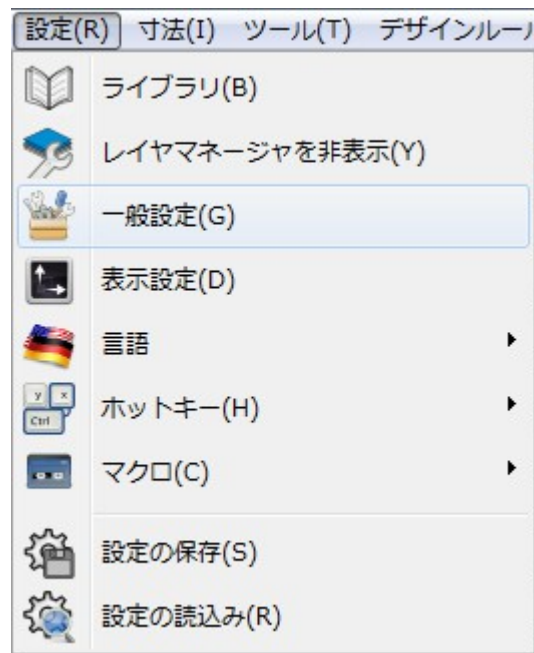 設定(R) 寸法(I) ツール(T) デザインルール
ライブラリ(B)
レイヤマネージャを非表示(Y)
一般設定(G)
表示設定(D)
言語
y x
Ctrl
ホットキー(H)
マクロ(C)
設定の保存(S)
設定の読込み(R)